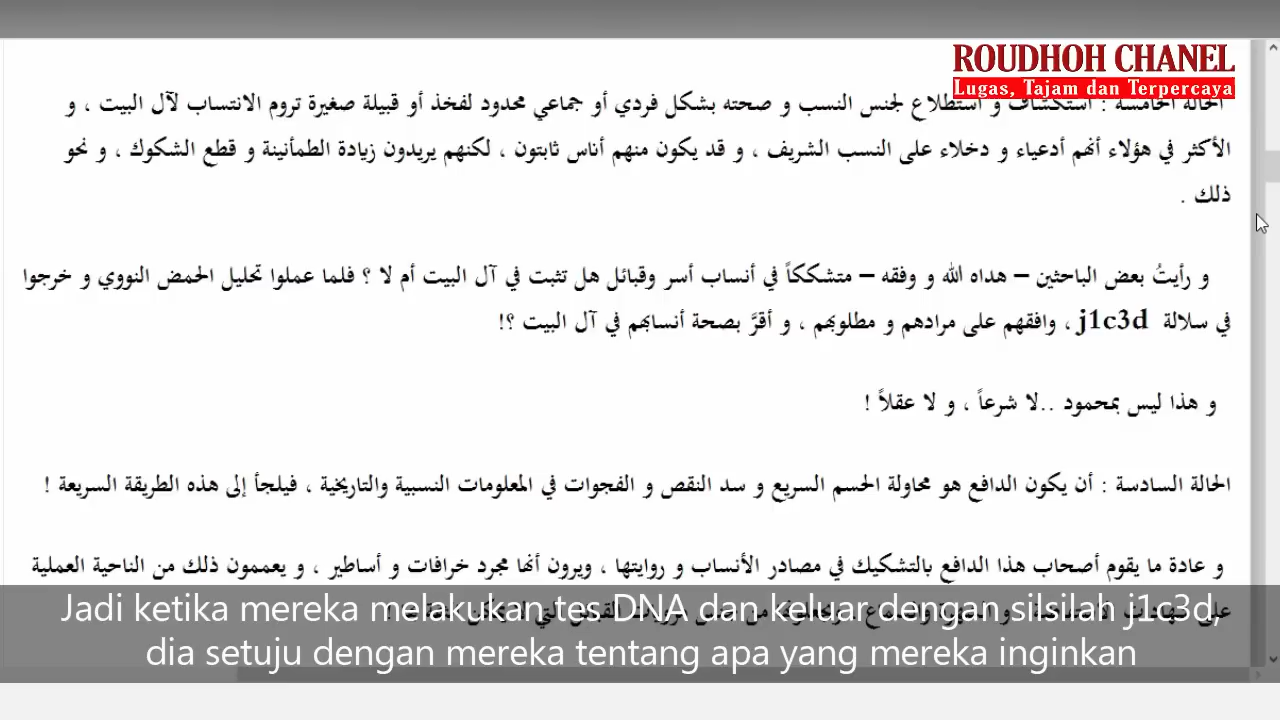 ROUDHOH CHANEL
Lugas, Tajam dan Terpercaya
الحالة الخامسة : استكشاف و استطلاع لجنس النسب و صحته بشكل فردي أو جماعي محدود لفخذ أو قبيلة صغيرة تروم الانتساب لآل البيت ، و
الأكثر في هؤلاء أنهم أدعياء و دخلاء على النسب الشريف ، و قد يكون منهم أناس ثابتون ، لكنهم يريدون زيادة الطمأنينة و قطع الشكوك ، و نحو
ذلك .
و رأيتُ بعض الباحثين – هداه الله و وفقه – متشككاً في أنساب أسر وقبائل هل تثبت في آل البيت أم لا ؟ فلما عملوا تحليل الحمض النووي و خرجوا
في سلالة j1c3d ، وافقهم على مرادهم و مطلوبهم ، و أقرَّ بصحة أنسابهم في آل البيت ؟!
و هذا ليس بمحمود ..لا شرعاً ، و لا عقلاً !
الحالة السادسة : أن يكون الدافع هو محاولة الحسم السريع و سد النقص و الفجوات في المعلومات النسبية والتاريخية ، فيلجأ إلى هذه الطريقة السريعة !
و عادة ما يقوم أصحاب هذا الدافع بالتشكيك في مصادر الأنساب و روايتها ، ويرون أنها مجرد خرافات و أساطير ، و يعممون ذلك من الناحية العملية
على
Jadi ketika mereka melakukan tes DNA dan keluar dengan silsilah j1c3d,
dia setuju dengan mereka tentang apa yang mereka inginkan